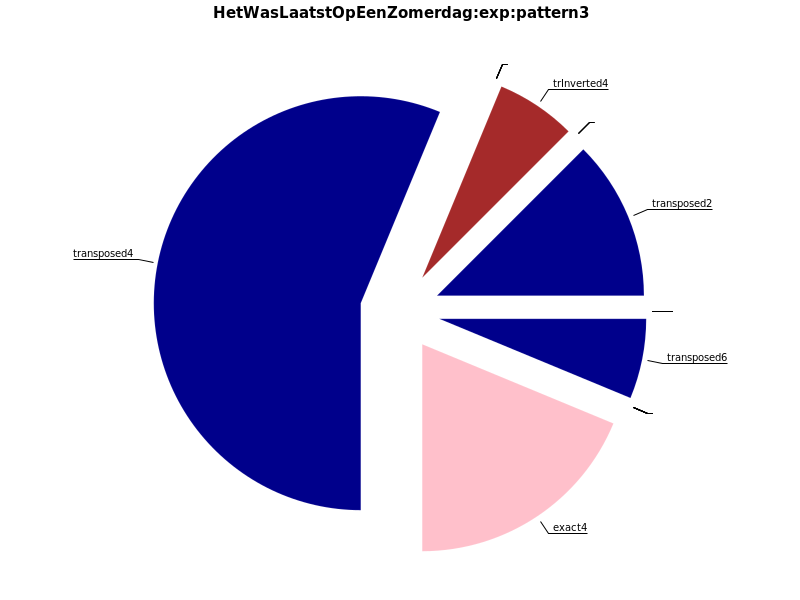 HetWasLaatstOpEenZomerdag:exp:pattern3
trInverted4
transposed2
transposed4
transposed6
exact4